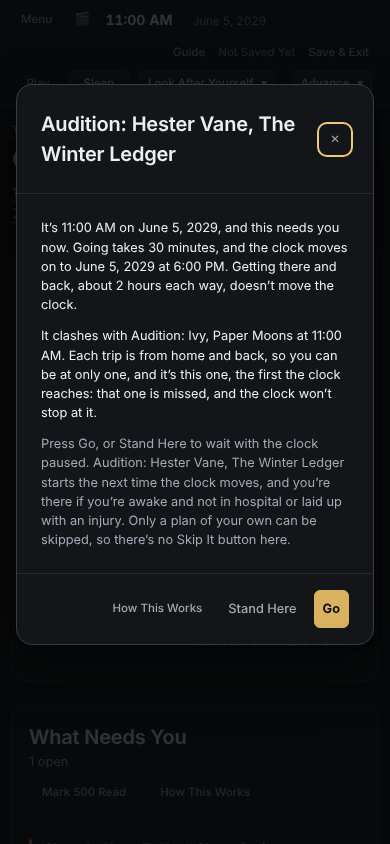 Menu 🎬 11:00 AM June 5, 2029
Guide Not Saved Yet Save & Exit
Play Sleep Look After Yourself Advance
Audition: Hester Vane, The
Winter Ledger
×
It’s 11:00 AM on June 5, 2029, and this needs you
now. Going takes 30 minutes, and the clock moves
on to June 5, 2029 at 6:00 PM. Getting there and
back, about 2 hours each way, doesn’t move the
clock.
It clashes with Audition: Ivy, Paper Moons at 11:00
AM. Each trip is from home and back, so you can
be at only one, and it’s this one, the first the clock
reaches: that one is missed, and the clock won’t
stop at it.
Press Go, or Stand Here to wait with the clock
paused. Audition: Hester Vane, The Winter Ledger
starts the next time the clock moves, and you’re
there if you’re awake and not in hospital or laid up
with an injury. Only a plan of your own can be
skipped, so there’s no Skip It button here.
How This Works Stand Here Go
What Needs You
1 open
Mark 500 Read How This Works